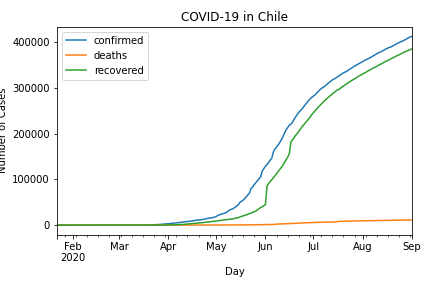 COVID-19 in Chile
confirmed
deaths
recovered
400000
300000
200000
100000
0
Number of Cases
Feb Mar Apr May Jun Jul Aug Sep
2020
Day